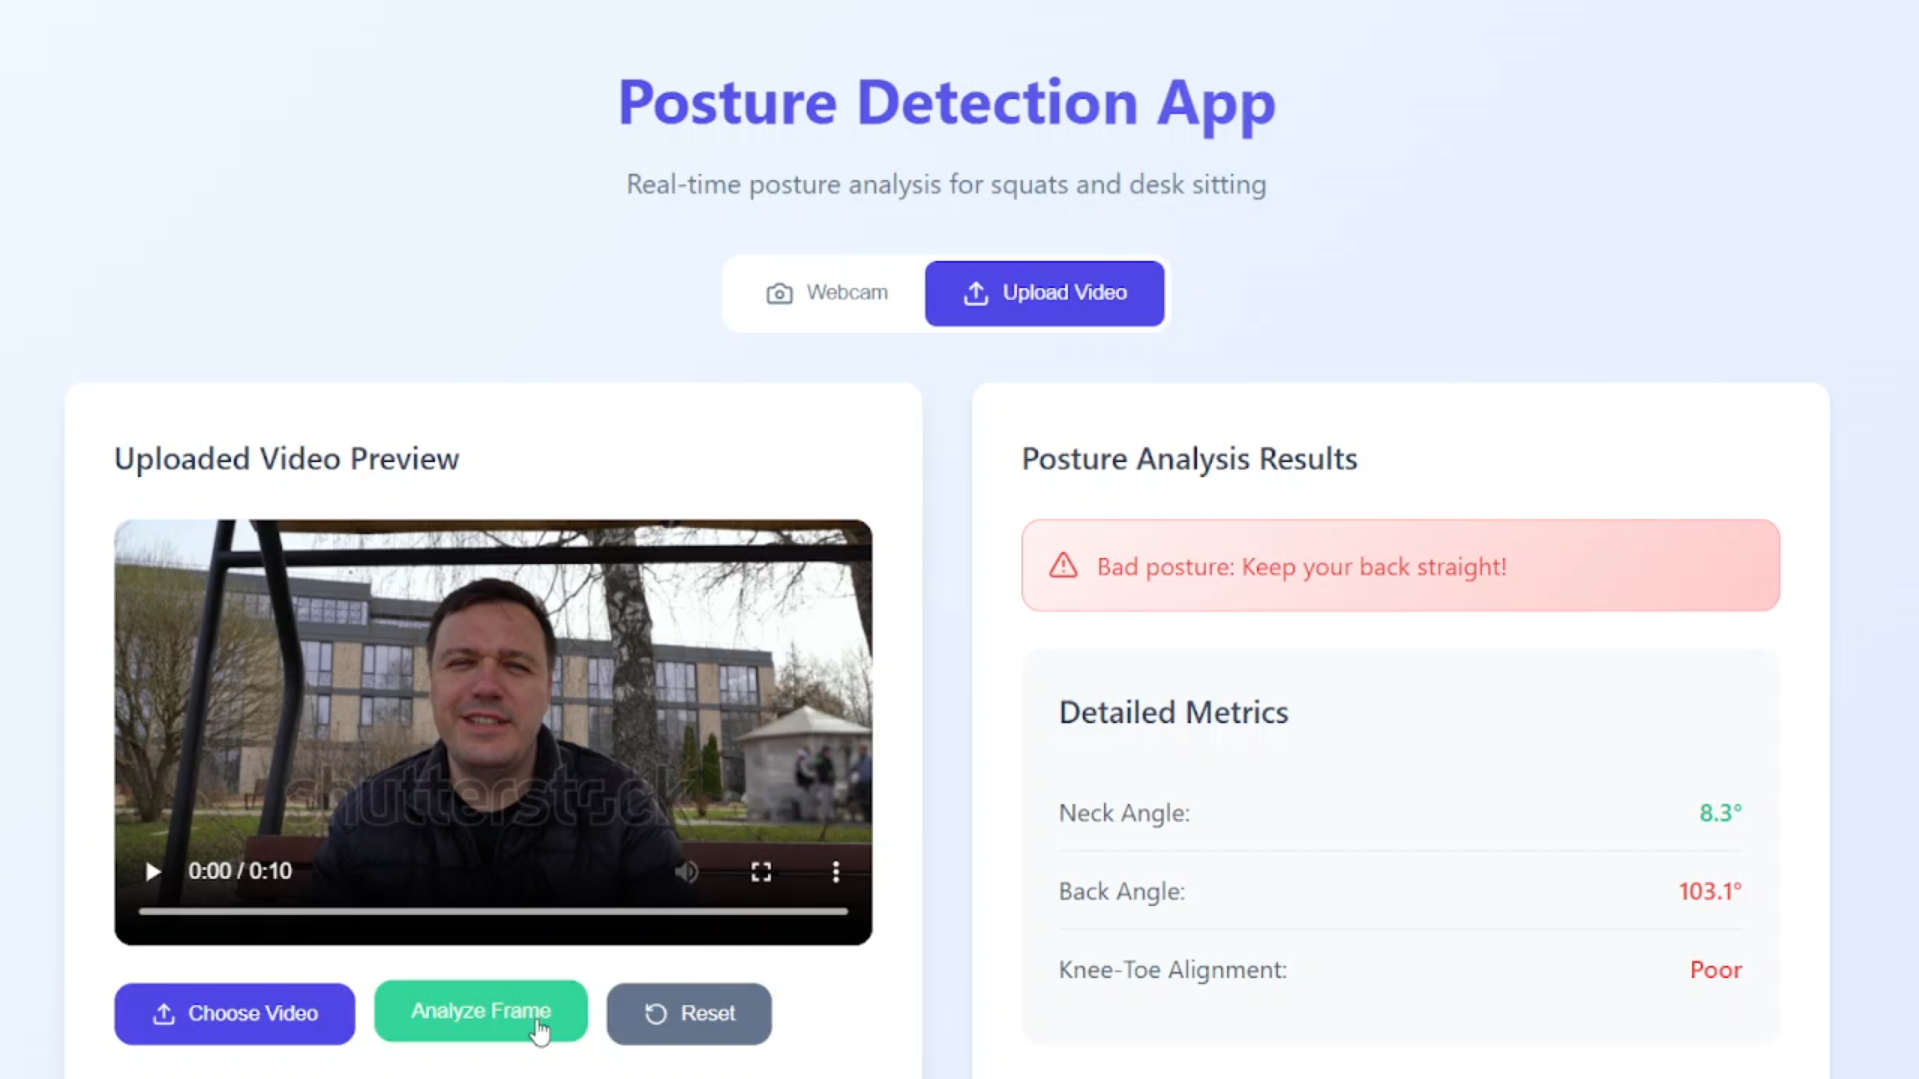 Posture Detection App
Real-time posture analysis for squats and desk sitting
Webcam
Upload Video
Uploaded Video Preview
shutterstock
0:00 / 0:10
Choose Video
Analyze Frame
Reset
Posture Analysis Results
Bad posture: Keep your back straight!
Detailed Metrics
Neck Angle: 8.3°
Back Angle: 103.1°
Knee-Toe Alignment: Poor